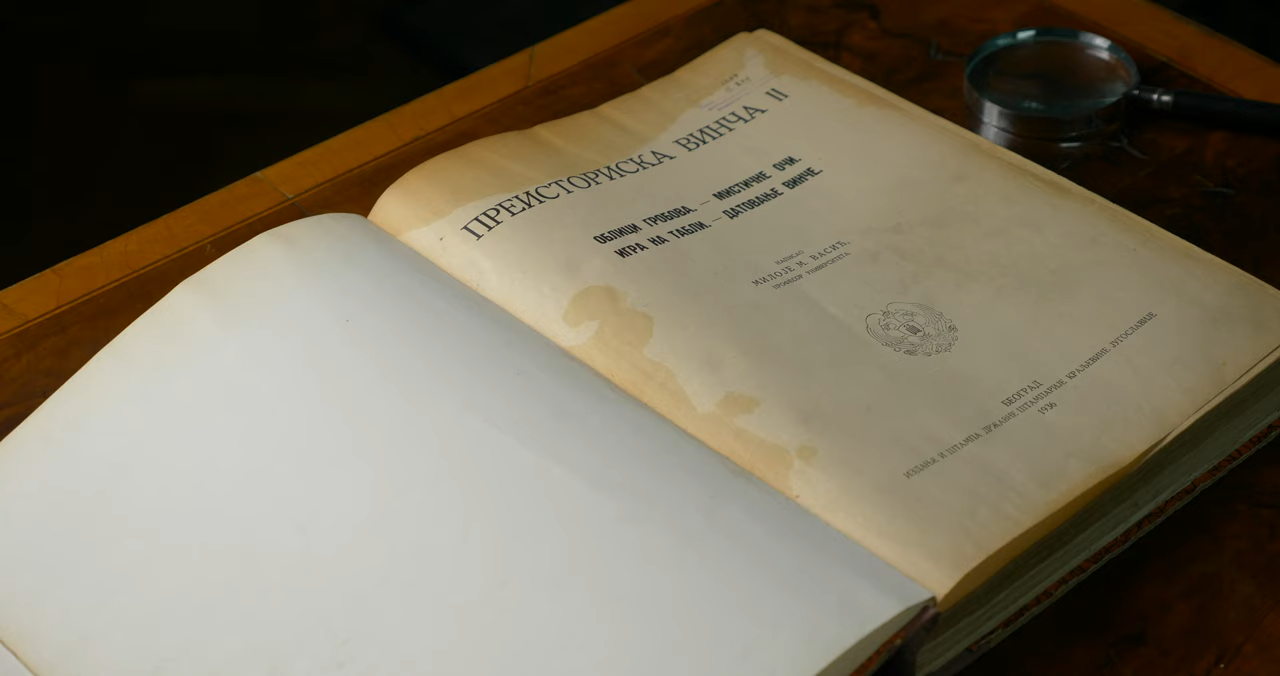 ПРЕИСТОРИСКА ВИНЧА II
ОБЛИЦИ ГРОБОВА. — МИСТИЧНЕ ОЧИ.
ИГРА НА ТАБЛИ. — ДАТОВАЊЕ ВИНЧЕ.
НАПИСАО
МИЛОЈЕ М. ВАСИЋ,
ПРОФЕСОР УНИВЕРСИТЕТА
БЕОГРАД
ИЗДАЊЕ И ШТАМПА ДРЖАВНЕ ШТАМПАРИЈЕ КРАЉЕВИНЕ ЈУГОСЛАВИЈЕ
1936